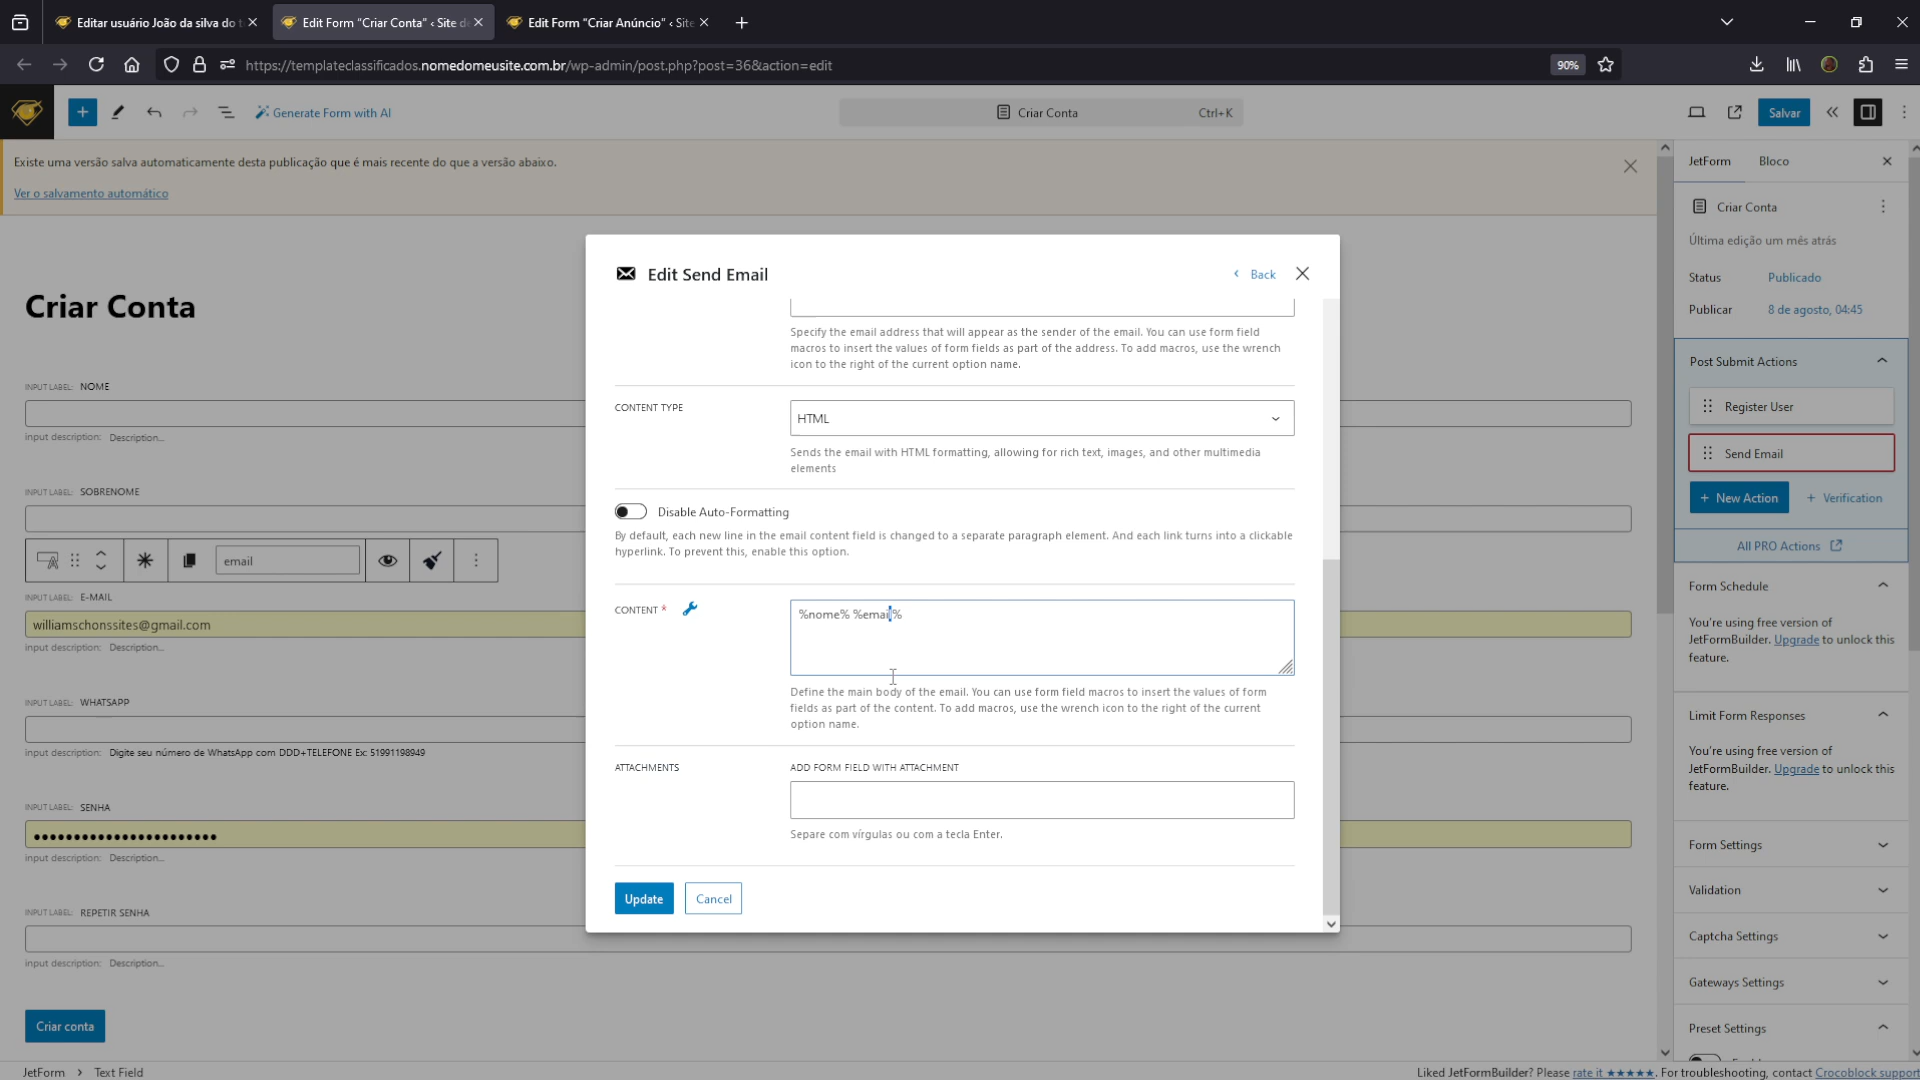 Editar usuário João da silva do t
Edit Form "Criar Conta" ‹ Site de
Edit Form "Criar Anúncio" ‹ Site
https://templateclassificados.nomedomeusite.com.br/wp-admin/post.php?post=36&action=edit
90%
Generate Form with AI
Criar Conta
Ctrl+K
Salvar
Existe uma versão salva automaticamente desta publicação que é mais recente do que a versão abaixo.
Ver o salvamento automático
Criar Conta
INPUT LABEL: NOME
input description: Description...
INPUT LABEL: SOBRENOME
email
INPUT LABEL: E-MAIL
williamschonssites@gmail.com
input description: Description...
INPUT LABEL: WHATSAPP
input description: Digite seu número de WhatsApp com DDD+TELEFONE Ex: 51991198949
INPUT LABEL: SENHA
input description: Description...
INPUT LABEL: REPETIR SENHA
input description: Description...
Criar conta
Edit Send Email
Back
Specify the email address that will appear as the sender of the email. You can use form field
macros to insert the values of form fields as part of the address. To add macros, use the wrench
icon to the right of the current option name.
CONTENT TYPE
HTML
Sends the email with HTML formatting, allowing for rich text, images, and other multimedia
elements
Disable Auto-Formatting
By default, each new line in the email content field is changed to a separate paragraph element. And each link turns into a clickable
hyperlink. To prevent this, enable this option.
CONTENT *
%nome% %email%
Define the main body of the email. You can use form field macros to insert the values of form
fields as part of the content. To add macros, use the wrench icon to the right of the current
option name.
ATTACHMENTS
ADD FORM FIELD WITH ATTACHMENT
Separe com vírgulas ou com a tecla Enter.
Update
Cancel
JetForm
Bloco
Criar Conta
Última edição um mês atrás
Status
Publicado
Publicar
8 de agosto, 04:45
Post Submit Actions
Register User
Send Email
+ New Action
+ Verification
All PRO Actions
Form Schedule
You're using free version of
JetFormBuilder. Upgrade to unlock this
feature.
Limit Form Responses
You're using free version of
JetFormBuilder. Upgrade to unlock this
feature.
Form Settings
Validation
Captcha Settings
Gateways Settings
Preset Settings
JetForm › Text Field
Liked JetFormBuilder? Please rate it ★★★★★. For troubleshooting, contact Crocoblock support